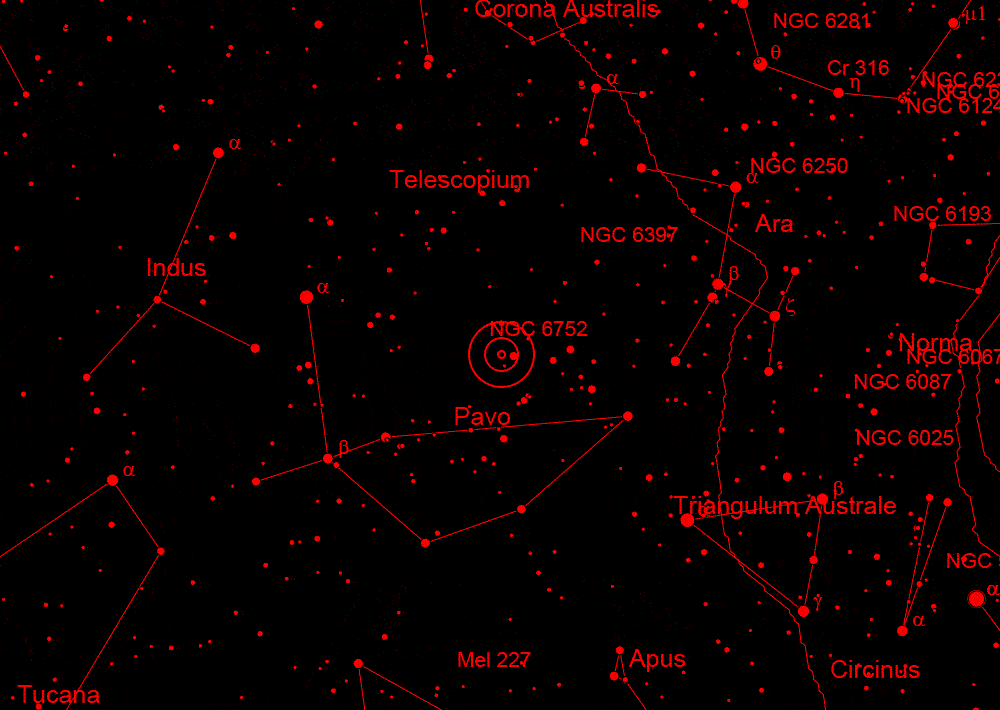 Corona Australis
NGC 6281
μ1
θ
Cr 316
η
NGC 6124
α
α
Telescopium
NGC 6250
α
NGC 6193
Ara
NGC 6397
Indus
β
α
ζ
NGC 6752
Norma
NGC 6067
NGC 6087
Pavo
NGC 6025
β
α
β
Triangulum Australe
α
NGC
α
γ
α
Mel 227
Apus
Circinus
Tucana